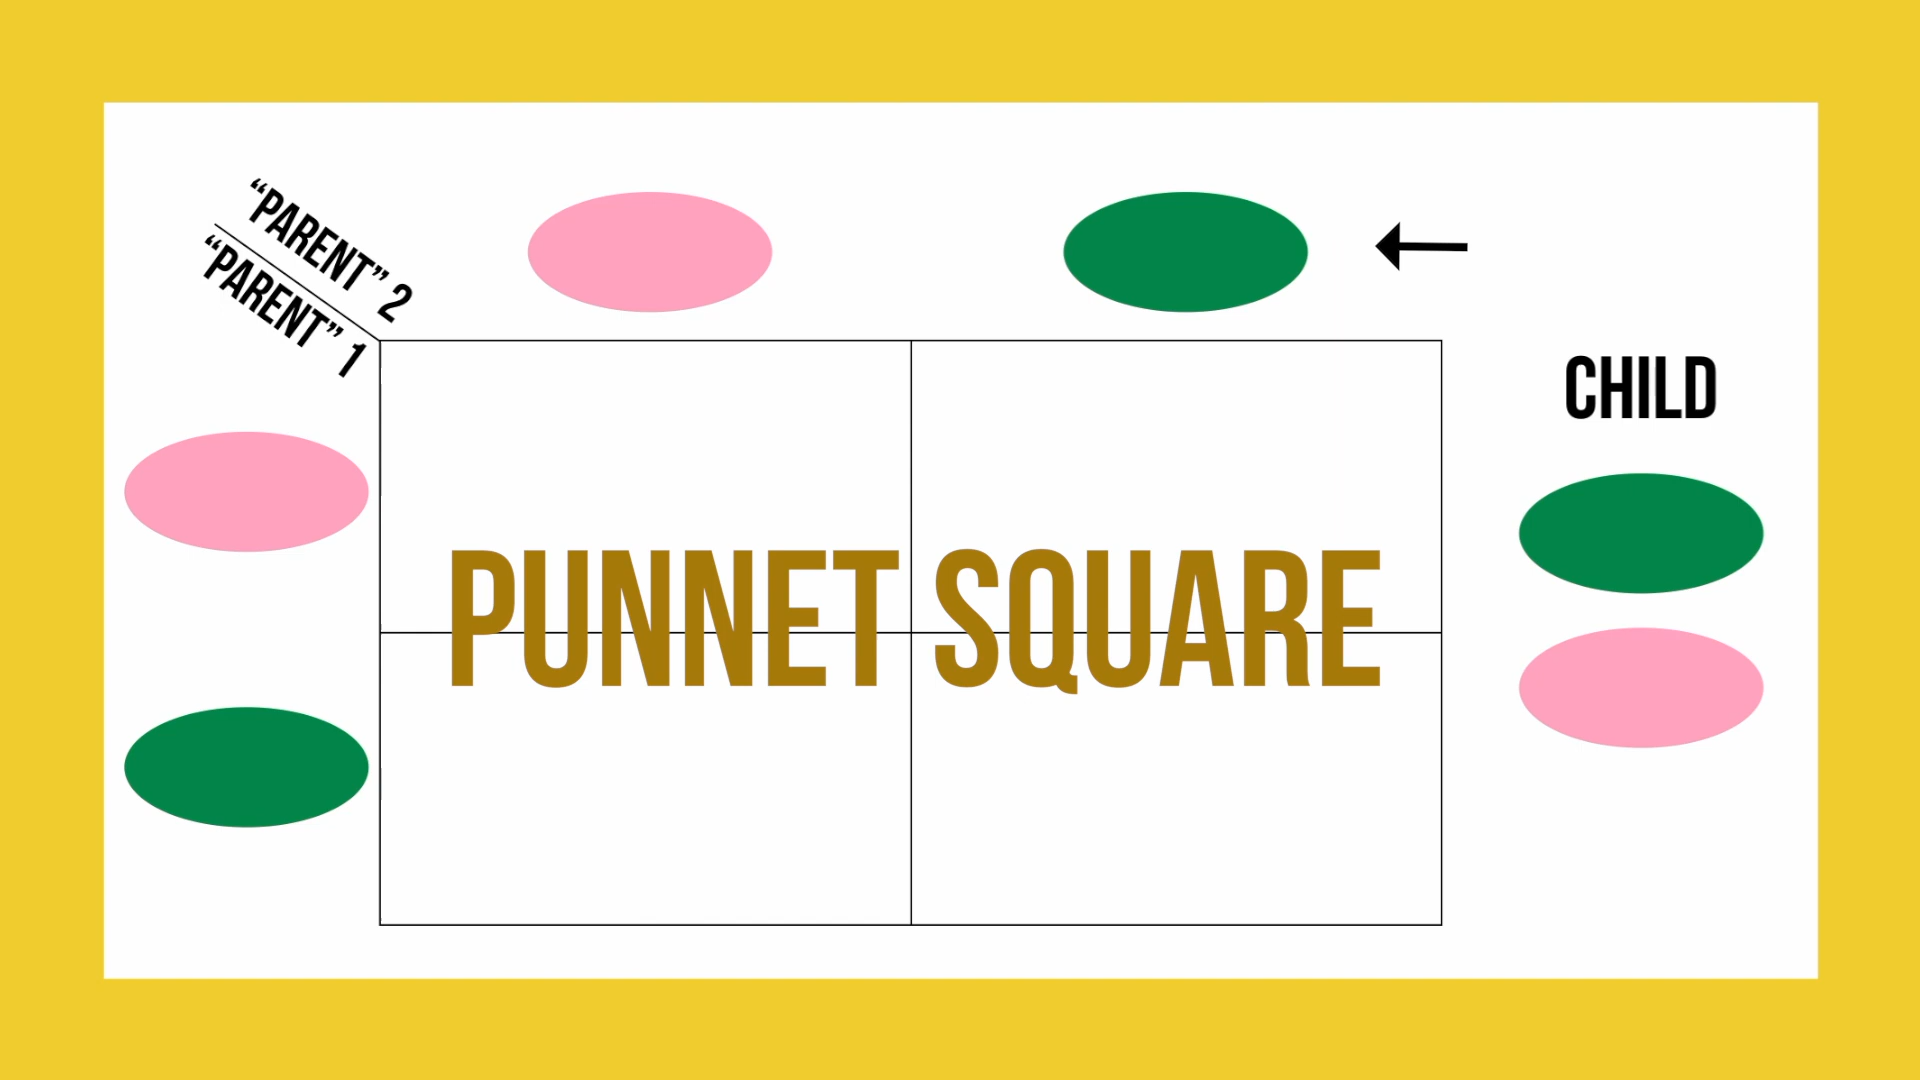 “PARENT” 2
“PARENT” 1
CHILD
PUNNET SQUARE